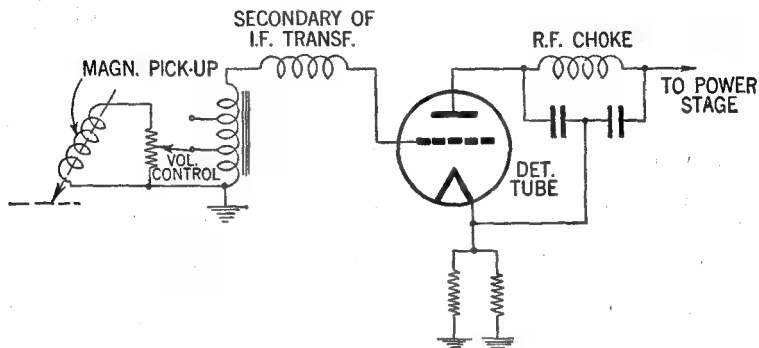 SECONDARY OF
I.F. TRANSF.
R.F. CHOKE
MAGN. PICK-UP
TO POWER
STAGE
VOL.
CONTROL
DET.
TUBE